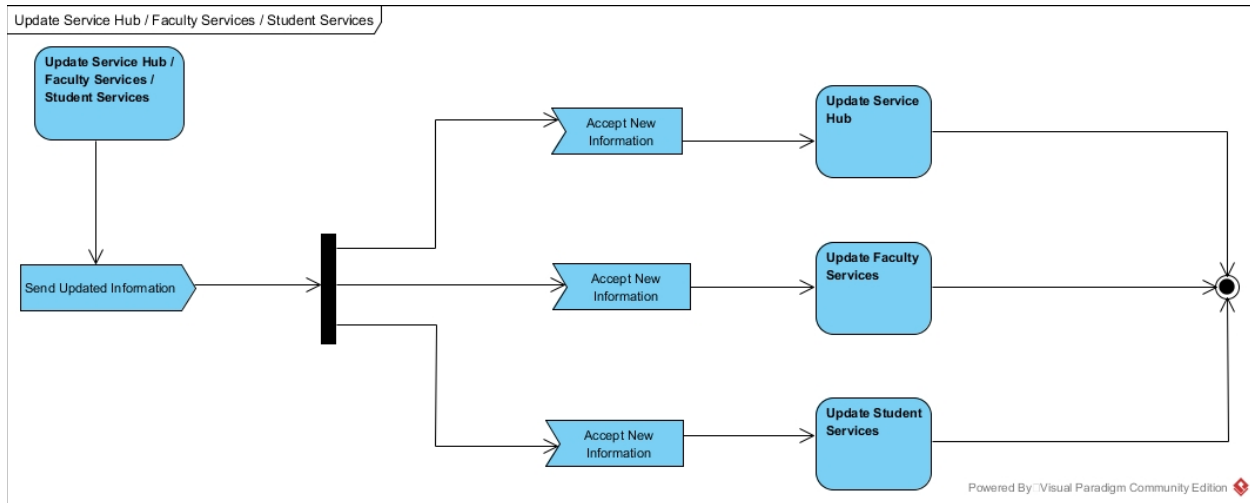 Update Service Hub / Faculty Services / Student Services
Update Service Hub /
Faculty Services /
Student Services
Send Updated Information
Accept New
Information
Update Service
Hub
Accept New
Information
Update Faculty
Services
Accept New
Information
Update Student
Services
Powered By Visual Paradigm Community Edition